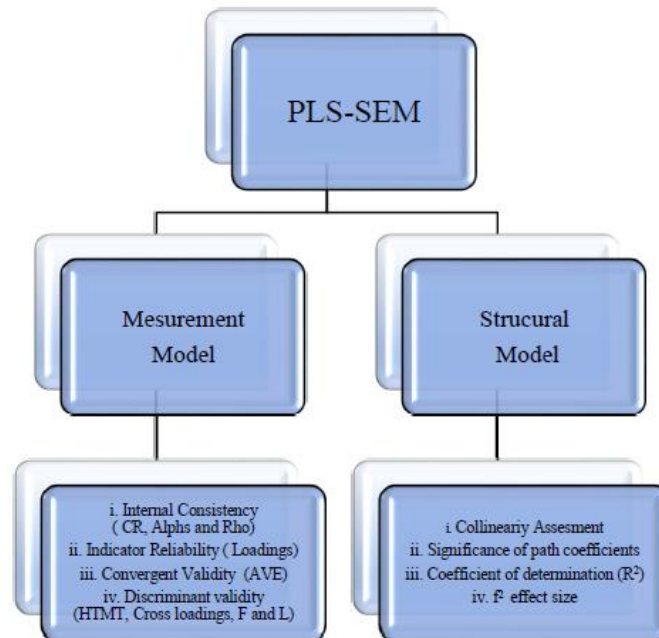 PLS-SEM
Mesurement
Model
Strucural
Model
i. Internal Consistency
( CR, Alphs and Rho)
ii. Indicator Reliability ( Loadings)
iii. Convergent Validity (AVE)
iv. Discriminant validity
(HTMT, Cross loadings, F and L)
i. Collineariy Assesment
ii. Significance of path coefficients
iii. Coefficient of determination (R²)
iv. f² effect size